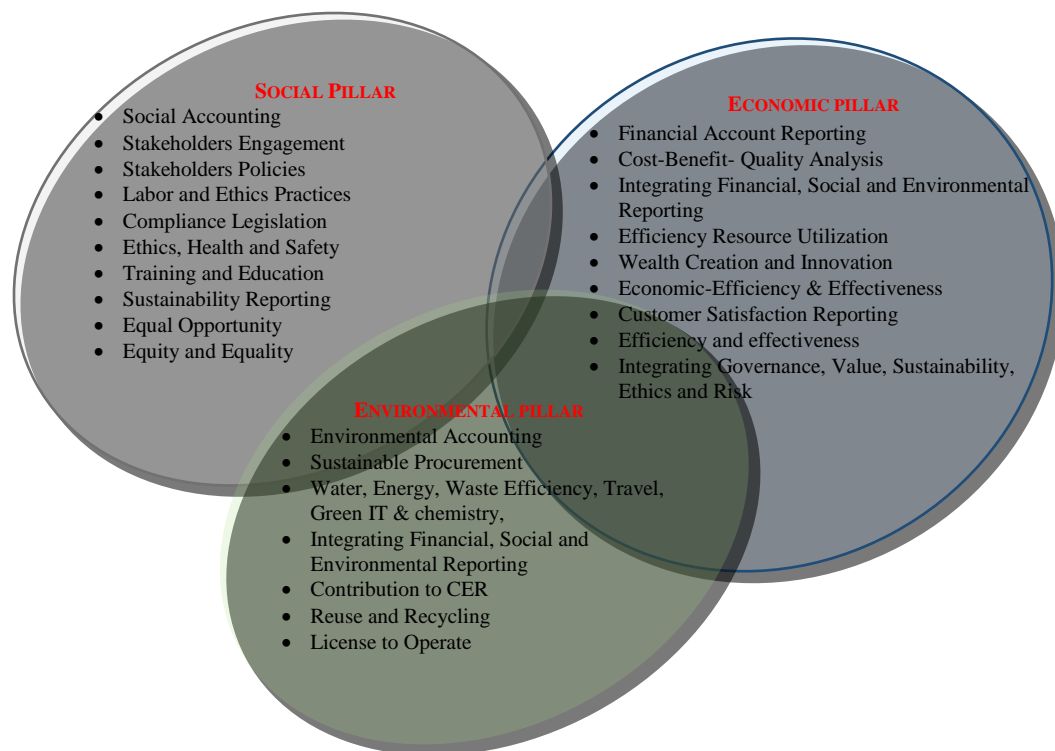 SOCIAL PILLAR
• Social Accounting
• Stakeholders Engagement
• Stakeholders Policies
• Labor and Ethics Practices
• Compliance Legislation
• Ethics, Health and Safety
• Training and Education
• Sustainability Reporting
• Equal Opportunity
• Equity and Equality
ECONOMIC PILLAR
• Financial Account Reporting
• Cost-Benefit- Quality Analysis
• Integrating Financial, Social and Environmental
Reporting
• Efficiency Resource Utilization
• Wealth Creation and Innovation
• Economic-Efficiency & Effectiveness
• Customer Satisfaction Reporting
• Efficiency and effectiveness
• Integrating Governance, Value, Sustainability,
Ethics and Risk
ENVIRONMENTAL PILLAR
• Environmental Accounting
• Sustainable Procurement
• Water, Energy, Waste Efficiency, Travel,
Green IT & chemistry,
• Integrating Financial, Social and
Environmental Reporting
• Contribution to CER
• Reuse and Recycling
• License to Operate